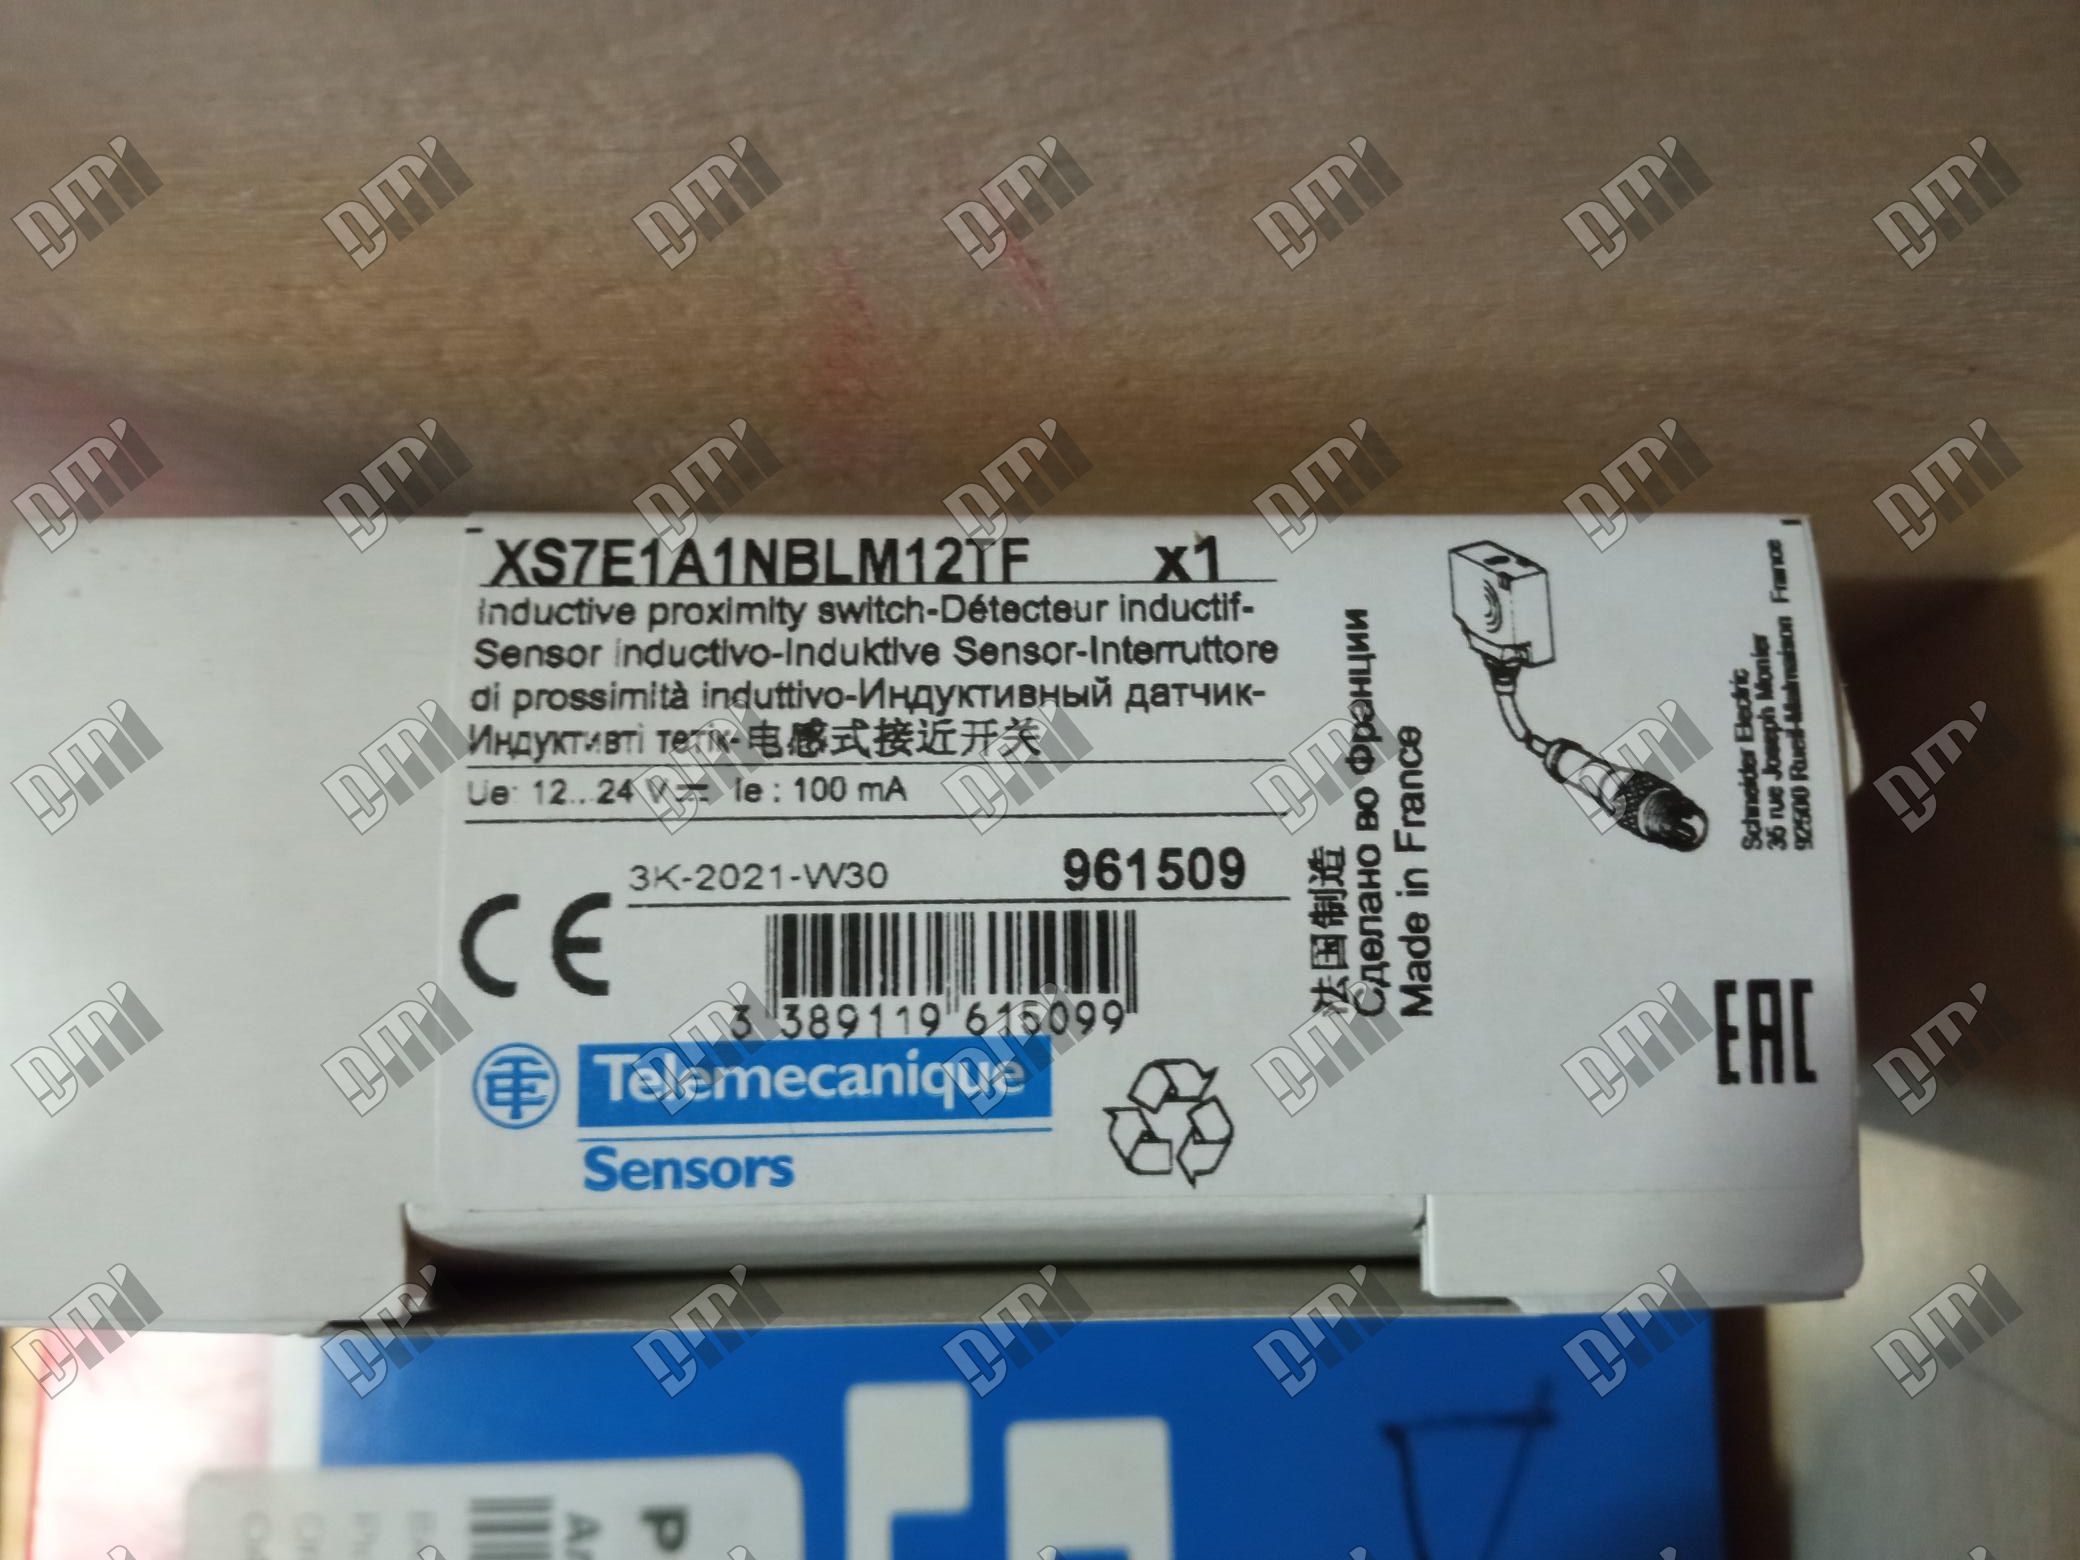 XS7E1A1NBLM12TF x1
Inductive proximity switch-Détecteur inductif-
Sensor inductivo-Induktive Sensor-Interruttore
di prossimità induttivo-Индуктивный датчик-
Индуктивті тетік-电感式接近开关
Ue: 12..24 V Ie : 100 mA
3K-2021-W30 961509
CE
3 389119 615099
Telemecanique
Sensors
法国制造
Сделано во Франции
Made in France
Schneider Electric
35 rue Joseph Monier
92500 Rueil-Malmaison France
EAC
DMI
P